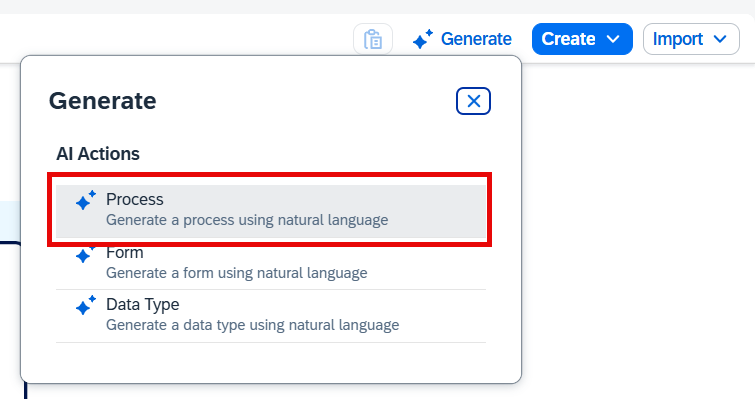 Generate
Create
Import
Generate
AI Actions
Process
Generate a process using natural language
Form
Generate a form using natural language
Data Type
Generate a data type using natural language